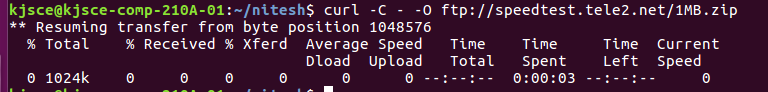 kjsce@kjsce-comp-210A-01:~/nitesh$ curl -C - -O ftp://speedtest.tele2.net/1MB.zip
** Resuming transfer from byte position 1048576
  % Total    % Received % Xferd  Average Speed   Time    Time     Time  Current
                                 Dload  Upload   Total   Spent    Left  Speed
  0 1024k    0     0    0     0      0      0 --:--:--  0:00:03 --:--:--     0
kjsce@kjsce-comp-210A-01:~/nitesh$